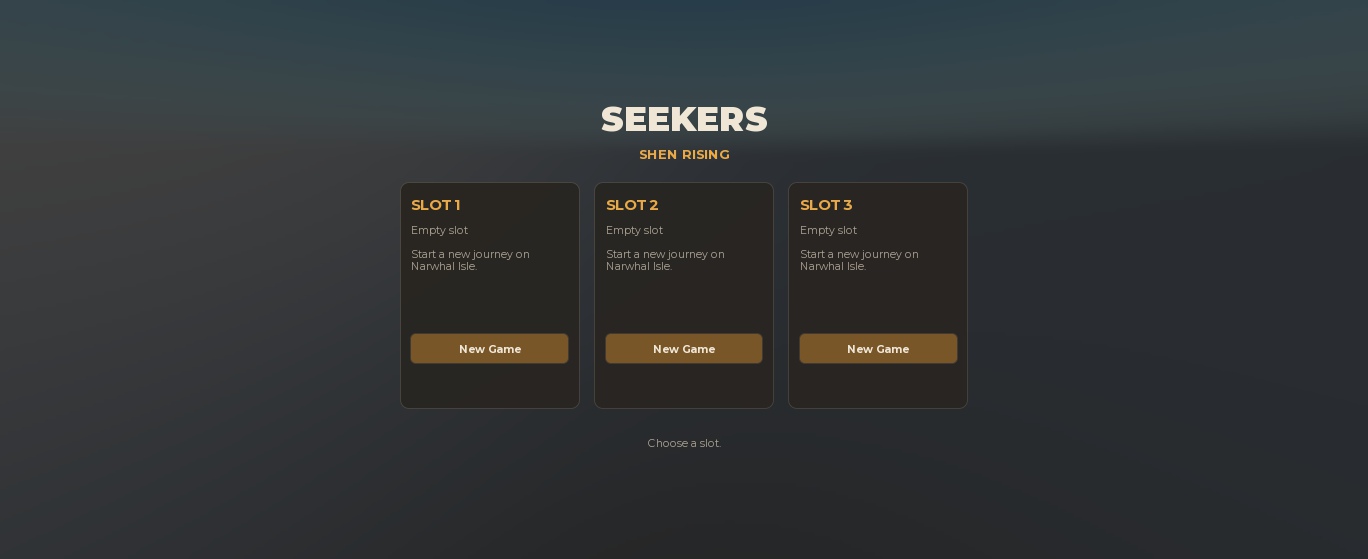 SEEKERS
SHEN RISING
SLOT 1
Empty slot
Start a new journey on
Narwhal Isle.
New Game
SLOT 2
Empty slot
Start a new journey on
Narwhal Isle.
New Game
SLOT 3
Empty slot
Start a new journey on
Narwhal Isle.
New Game
Choose a slot.